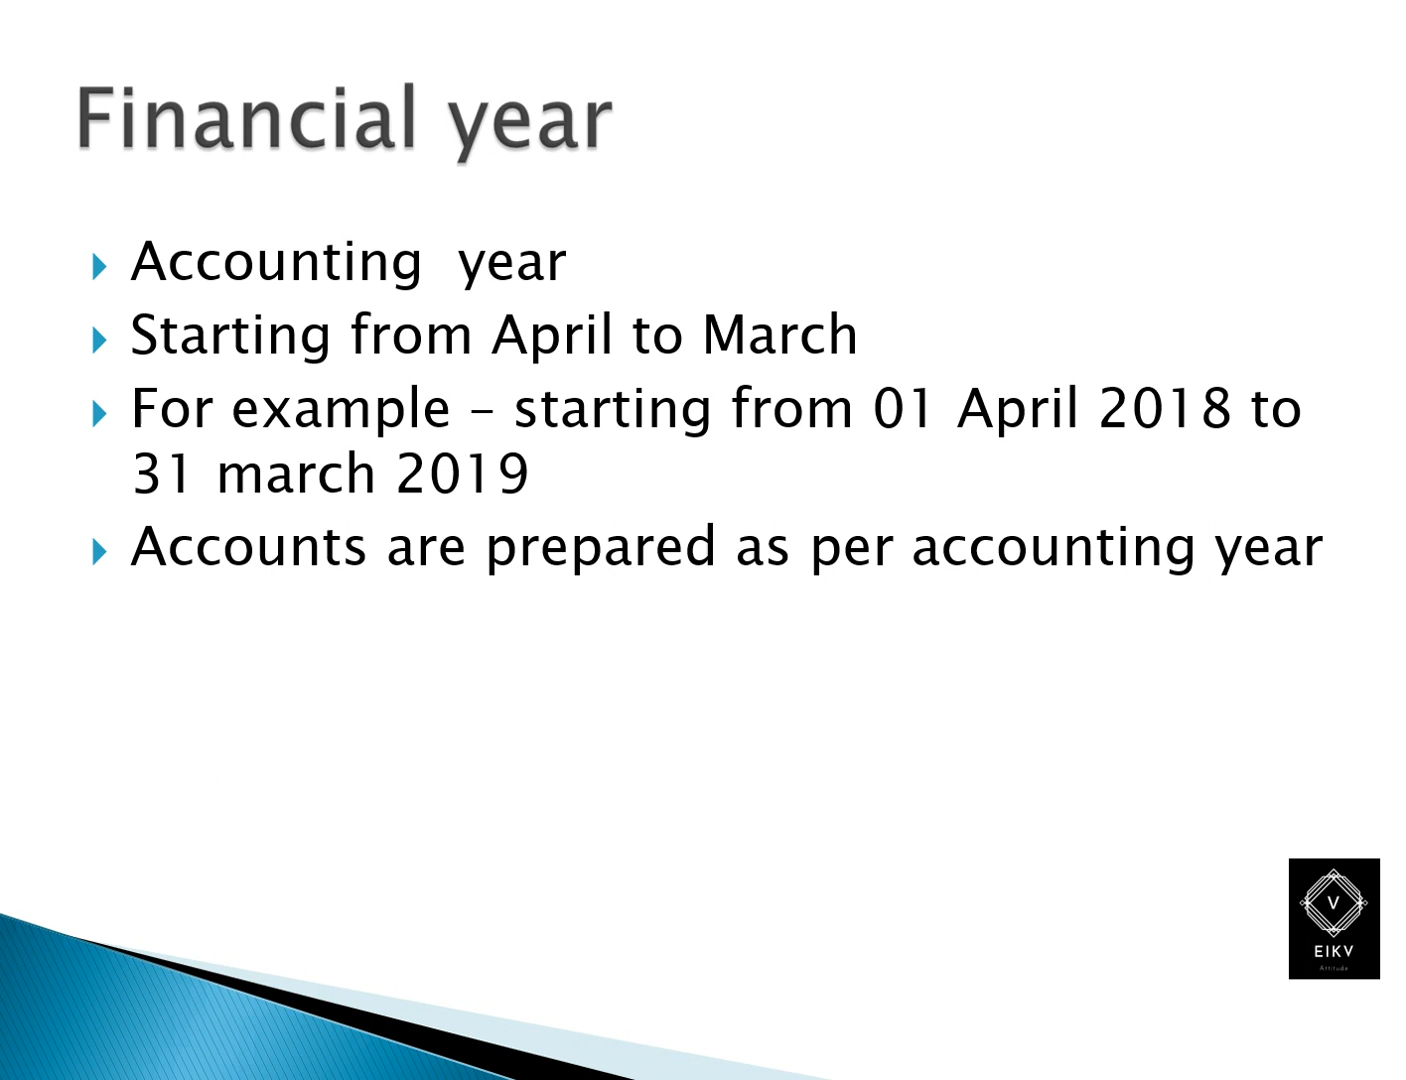 Financial year
Accounting  year
Starting from April to March
For example – starting from 01 April 2018 to
31 march 2019
Accounts are prepared as per accounting year
V
EIKV
Attitude